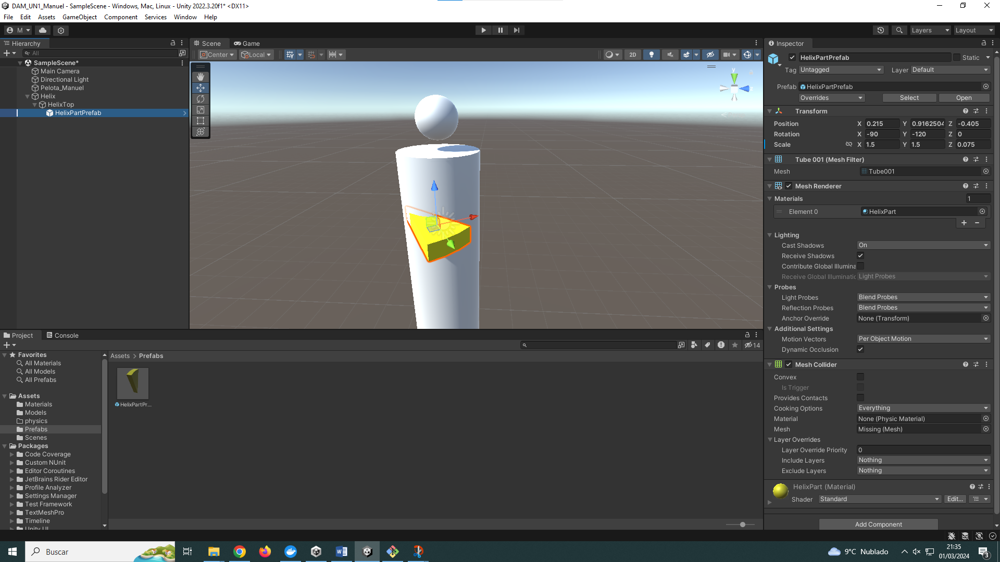 DAM_UN1_Manuel - SampleScene - Windows, Mac, Linux - Unity 2022.3.20f1* <DX11>
File Edit Assets GameObject Component Services Window Help
M Layers Layout
Hierarchy
All
SampleScene*
Main Camera
Directional Light
Pelota_Manuel
Helix
HelixTop
HelixPartPrefab
Scene Game
Center Local 2D
y
Inspector
HelixPartPrefab Static
Tag Untagged Layer Default
Prefab HelixPartPrefab
Overrides Select Open
Transform
Position X 0.215 Y 0.9162504 Z -0.405
Rotation X -90 Y -120 Z 0
Scale X 1.5 Y 1.5 Z 0.075
Tube 001 (Mesh Filter)
Mesh Tube001
Mesh Renderer
Materials 1
Element 0 HelixPart
Lighting
Cast Shadows On
Receive Shadows
Contribute Global Illumina
Receive Global Illuminatic Light Probes
Probes
Light Probes Blend Probes
Reflection Probes Blend Probes
Anchor Override None (Transform)
Additional Settings
Motion Vectors Per Object Motion
Dynamic Occlusion
Mesh Collider
Convex
Is Trigger
Provides Contacts
Cooking Options Everything
Material None (Physic Material)
Mesh Missing (Mesh)
Layer Overrides
Layer Override Priority 0
Include Layers Nothing
Exclude Layers Nothing
HelixPart (Material)
Shader Standard Edit...
Add Component
Project Console
14
Favorites
All Materials
All Models
All Prefabs
Assets
Materials
Models
physics
Prefabs
Scenes
Packages
Code Coverage
Custom NUnit
Editor Coroutines
JetBrains Rider Editor
Profile Analyzer
Settings Manager
Test Framework
TextMeshPro
Timeline
Unity UI
Assets > Prefabs
HelixPartPr...
Buscar
9°C Nublado
21:35
01/03/2024
3